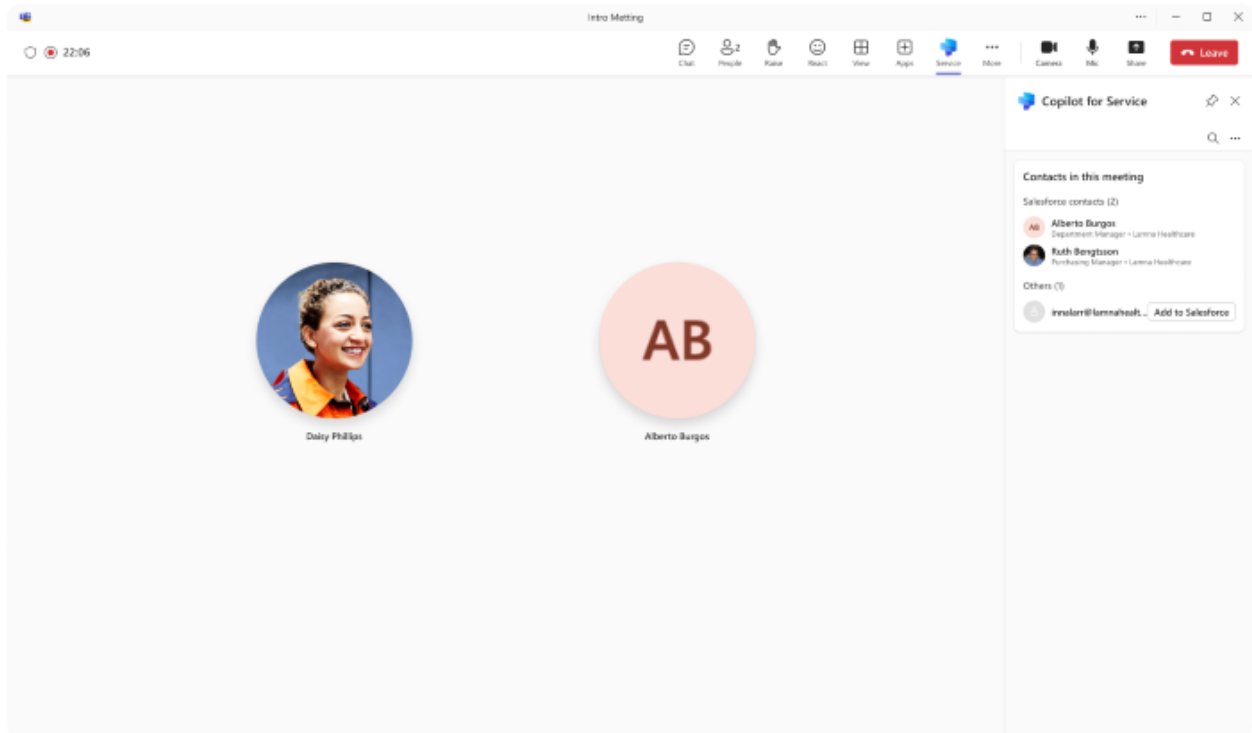 Intro Metting
22:06
Chat
People 2
Raise
React
View
Apps
Service
More
Camera
Mic
Share
Leave
Copilot for Service
Contacts in this meeting
Salesforce contacts (2)
AB
Alberto Burgos
Department Manager • Lamna Healthcare
Ruth Bengtsson
Purchasing Manager • Lamna Healthcare
Others (1)
Add to Salesforce
AB
Daisy Phillips
Alberto Burgos